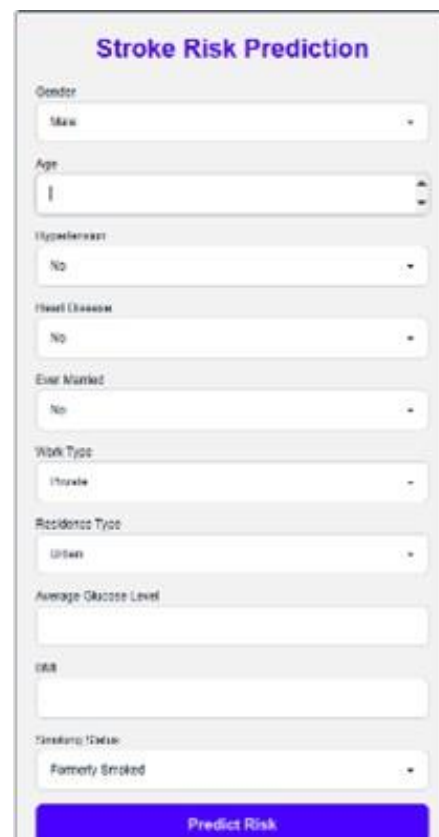 Stroke Risk Prediction
Gender
Male
Age
Hypertension
No
Heart Disease
No
Ever Married
No
Work Type
Private
Residence Type
Urban
Average Glucose Level
BMI
Smoking Status
Formerly Smoked
Predict Risk